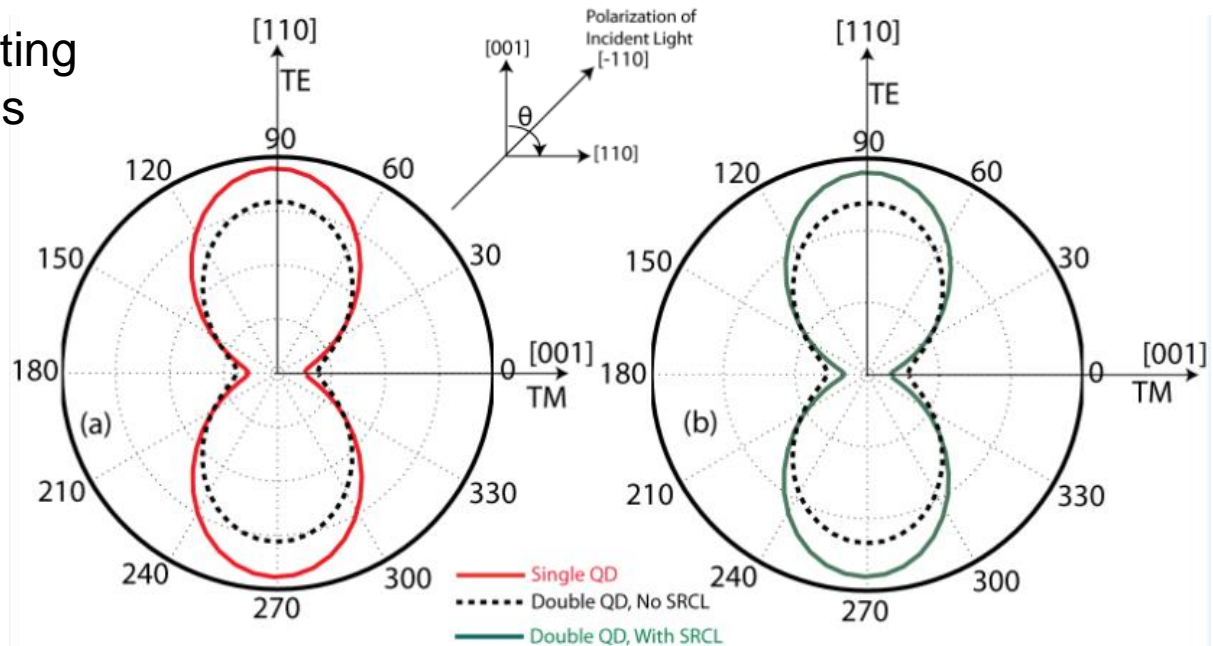 ting
s
[110]
TE
90
120
60
150
30
180
0
[001]
TM
(a)
210
330
240
300
270
[001]
θ
[110]
Polarization of
Incident Light
[-110]
[110]
TE
90
120
60
150
30
180
0
[001]
TM
(b)
210
330
240
300
270
Single QD
Double QD, No SRCL
Double QD, With SRCL